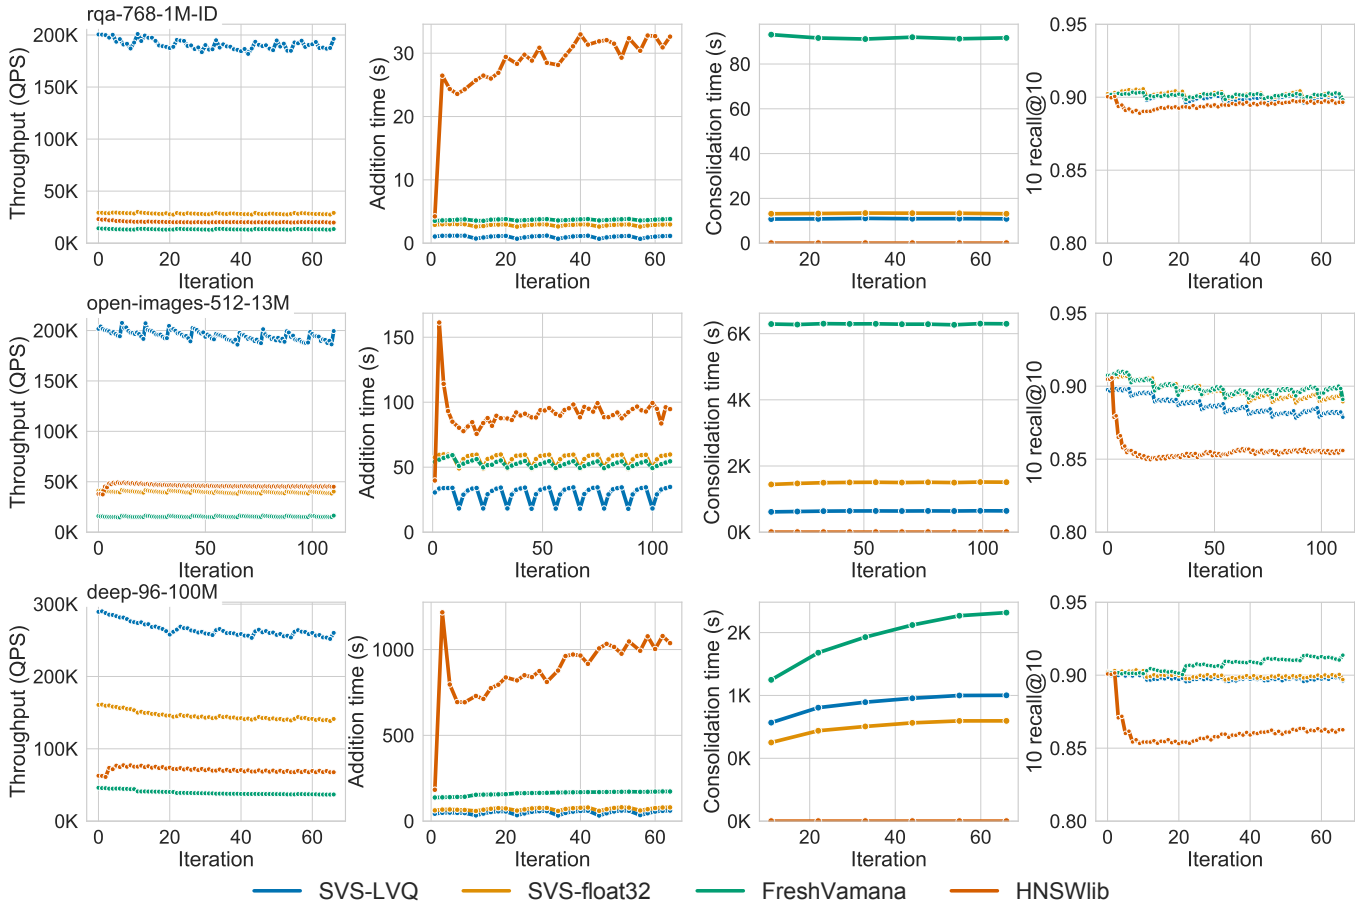 rqa-768-1M-ID
Throughput (QPS)
200K
150K
100K
50K
0K
0 20 40 60
Iteration
Addition time (s)
30
20
10
0
0 20 40 60
Iteration
Consolidation time (s)
80
60
40
20
0
20 40 60
Iteration
10 recall@10
0.95
0.90
0.85
0.80
0 20 40 60
Iteration
open-images-512-13M
Throughput (QPS)
200K
150K
100K
50K
0K
0 50 100
Iteration
Addition time (s)
150
100
50
0
0 50 100
Iteration
Consolidation time (s)
6K
4K
2K
0K
50 100
Iteration
10 recall@10
0.95
0.90
0.85
0.80
0 50 100
Iteration
deep-96-100M
Throughput (QPS)
300K
200K
100K
0K
0 20 40 60
Iteration
Addition time (s)
1000
500
0
0 20 40 60
Iteration
Consolidation time (s)
2K
1K
0K
0K
20 40 60
Iteration
10 recall@10
0.95
0.90
0.85
0.80
0 20 40 60
Iteration
SVS-LVQ SVS-float32 FreshVamana HNSWlib